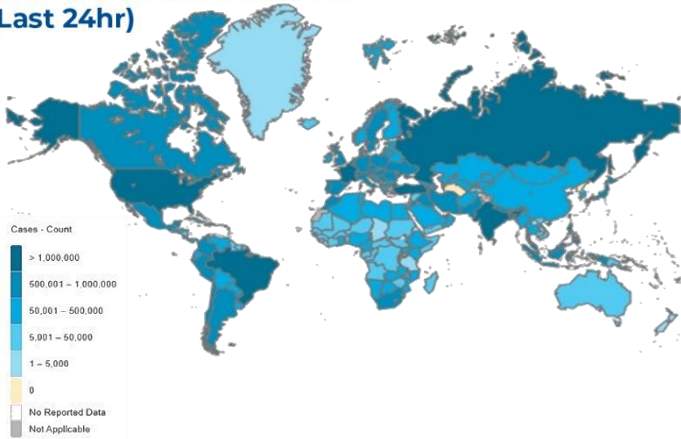 Last 24hr)
Cases - Count
> 1,000,000
500,001 – 1,000,000
50,001 – 500,000
5,001 – 50,000
1 – 5,000
0
No Reported Data
Not Applicable